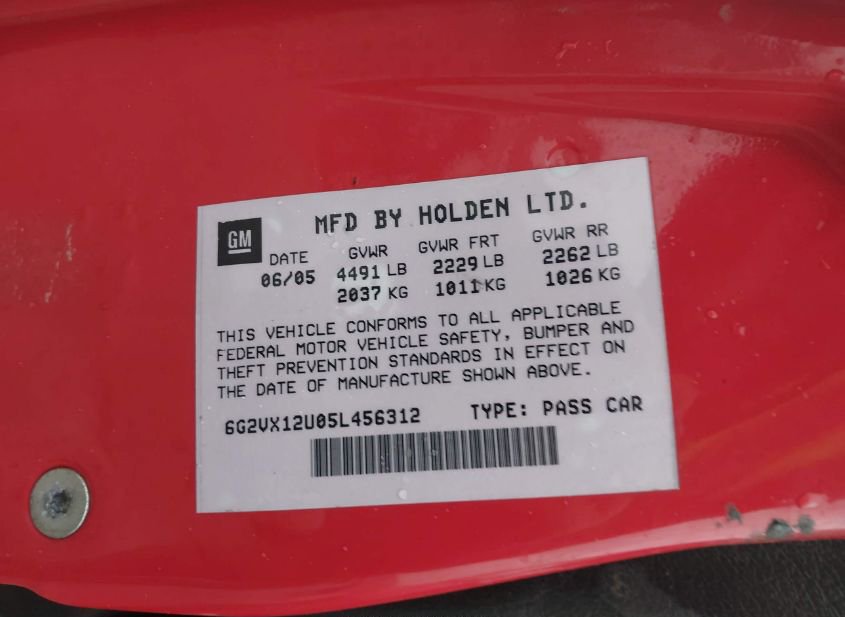 MFD BY HOLDEN LTD.
GM
DATE GVWR GVWR FRT GVWR RR
06/05 4491 LB 2229 LB 2262 LB
2037 KG 1011 KG 1026 KG
THIS VEHICLE CONFORMS TO ALL APPLICABLE
FEDERAL MOTOR VEHICLE SAFETY, BUMPER AND
THEFT PREVENTION STANDARDS IN EFFECT ON
THE DATE OF MANUFACTURE SHOWN ABOVE.
6G2VX12U05L456312 TYPE: PASS CAR